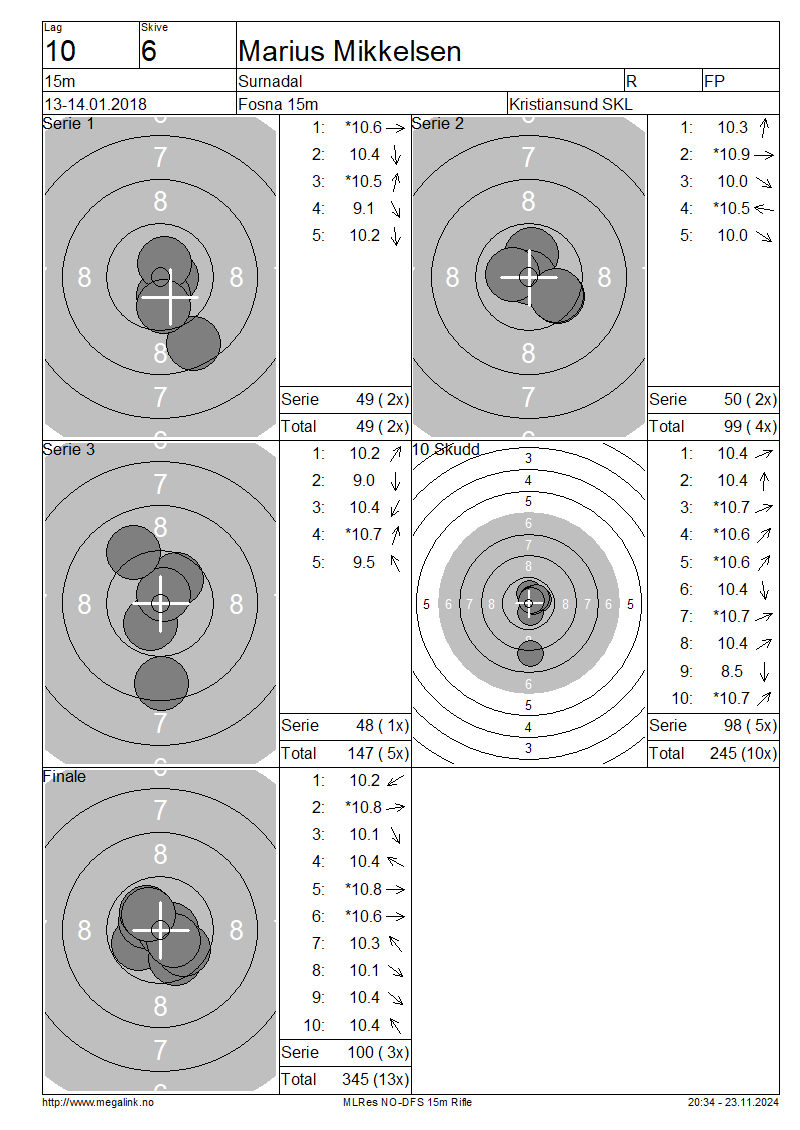 Lag
Skive
10
6
Marius Mikkelsen
15m
Surnadal
R
FP
13-14.01.2018
Fosna 15m
Kristiansund SKL
Serie 1
6
7
8
8 8
8
7
6
1: *10.6
2: 10.4
3: *10.5
4: 9.1
5: 10.2
Serie 49 ( 2x)
Total 49 ( 2x)
Serie 2
6
7
8
8 8
8
7
6
1: 10.3
2: *10.9
3: 10.0
4: *10.5
5: 10.0
Serie 50 ( 2x)
Total 99 ( 4x)
Serie 3
7
8
8 8
7
6
1: 10.2
2: 9.0
3: 10.4
4: *10.7
5: 9.5
Serie 48 ( 1x)
Total 147 ( 5x)
10 Skudd
3
4
5
6
7
8
5 6 7 8 8 7 6 5
6
5
4
3
1: 10.4
2: 10.4
3: *10.7
4: *10.6
5: *10.6
6: 10.4
7: *10.7
8: 10.4
9: 8.5
10: *10.7
Serie 98 ( 5x)
Total 245 (10x)
Finale
7
8
8 8
8
7
6
1: 10.2
2: *10.8
3: 10.1
4: 10.4
5: *10.8
6: *10.6
7: 10.3
8: 10.1
9: 10.4
10: 10.4
Serie 100 ( 3x)
Total 345 (13x)
http://www.megalink.no
MLRes NO-DFS 15m Rifle
20:34 - 23.11.2024